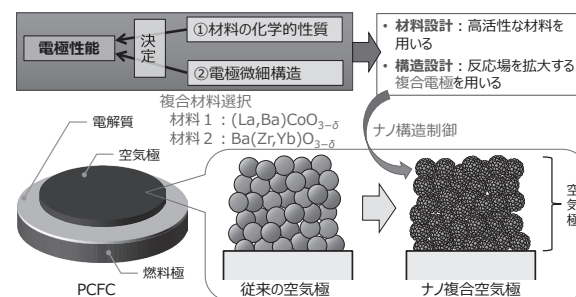 電極性能
決定
①材料の化学的性質
②電極微細構造
• 材料設計：高活性な材料を
用いる
• 構造設計：反応場を拡大する
複合電極を用いる
複合材料選択
材料1：(La,Ba)CoO3−δ
材料2：Ba(Zr,Yb)O3−δ
ナノ構造制御
電解質
空気極
燃料極
PCFC
従来の空気極
ナノ複合空気極
空気極